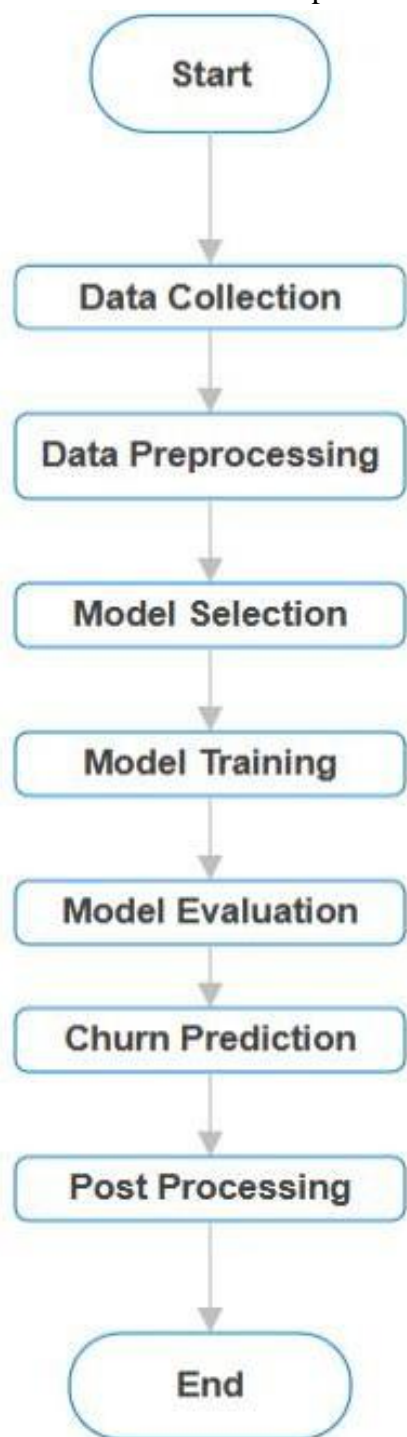 Start
Data Collection
Data Preprocessing
Model Selection
Model Training
Model Evaluation
Churn Prediction
Post Processing
End